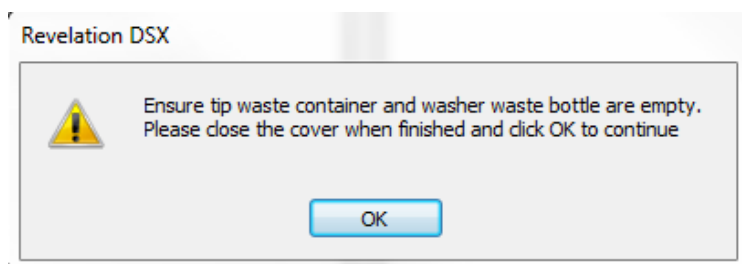 Revelation DSX
Ensure tip waste container and washer waste bottle are empty.
Please close the cover when finished and click OK to continue
OK